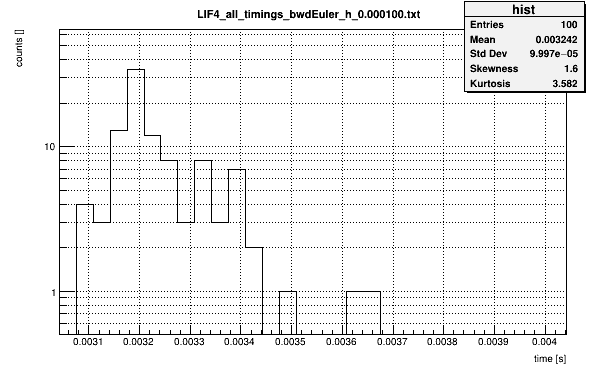 LIF4_all_timings_bwdEuler_h_0.000100.txt
hist
Entries 100
Mean 0.003242
Std Dev 9.997e−05
Skewness 1.6
Kurtosis 3.582
counts []
10
1
0.0031 0.0032 0.0033 0.0034 0.0035 0.0036 0.0037 0.0038 0.0039 0.004
time [s]